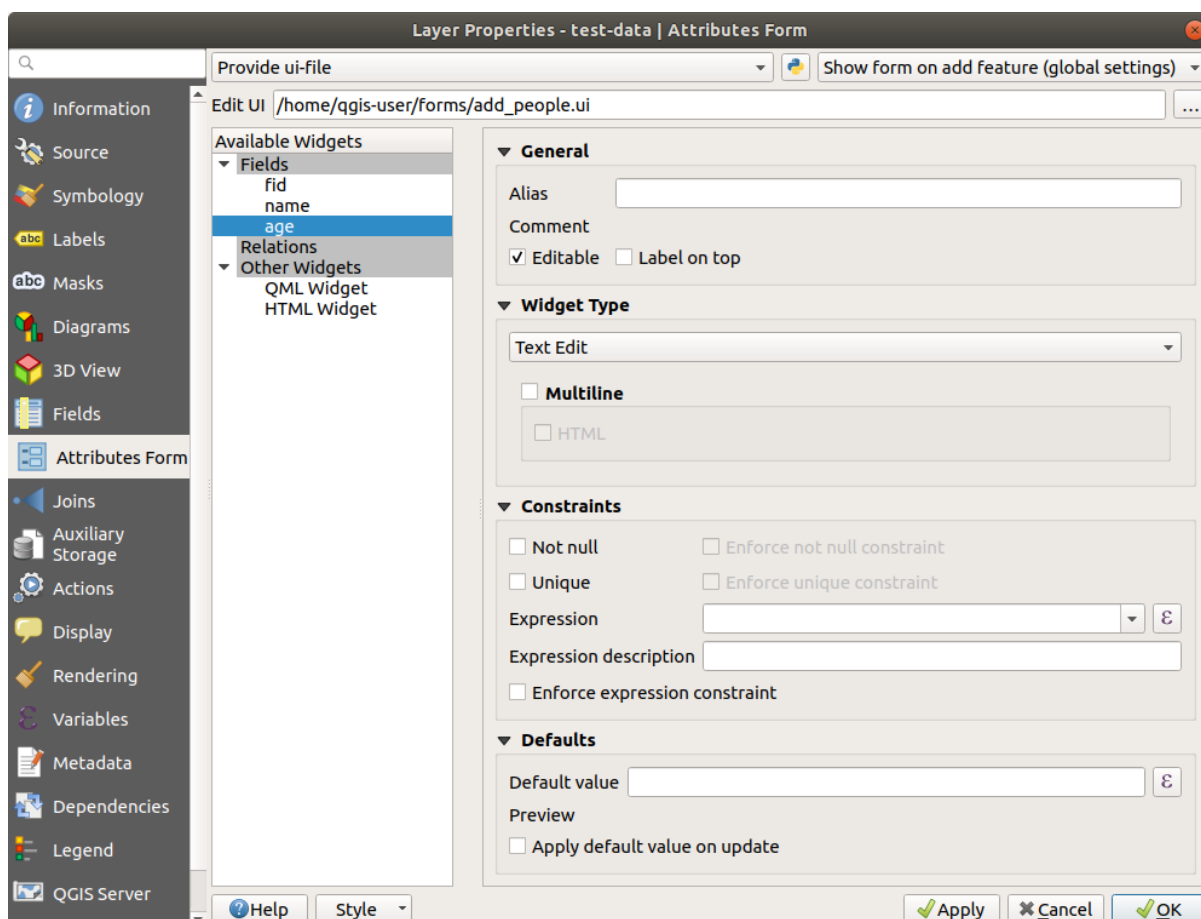 Layer Properties - test-data | Attributes Form
Provide ui-file
Show form on add feature (global settings)
Edit UI /home/qgis-user/forms/add_people.ui ...
Information
Source
Symbology
abc Labels
abc Masks
Diagrams
3D View
Fields
Attributes Form
Joins
Auxiliary
Storage
Actions
Display
Rendering
Variables
Metadata
Dependencies
Legend
QGIS Server
Available Widgets
Fields
fid
name
age
Relations
Other Widgets
QML Widget
HTML Widget
General
Alias
Comment
Editable Label on top
Widget Type
Text Edit
Multiline
HTML
Constraints
Not null Enforce not null constraint
Unique Enforce unique constraint
Expression ε
Expression description
Enforce expression constraint
Defaults
Default value ε
Preview
Apply default value on update
Help Style Apply Cancel OK